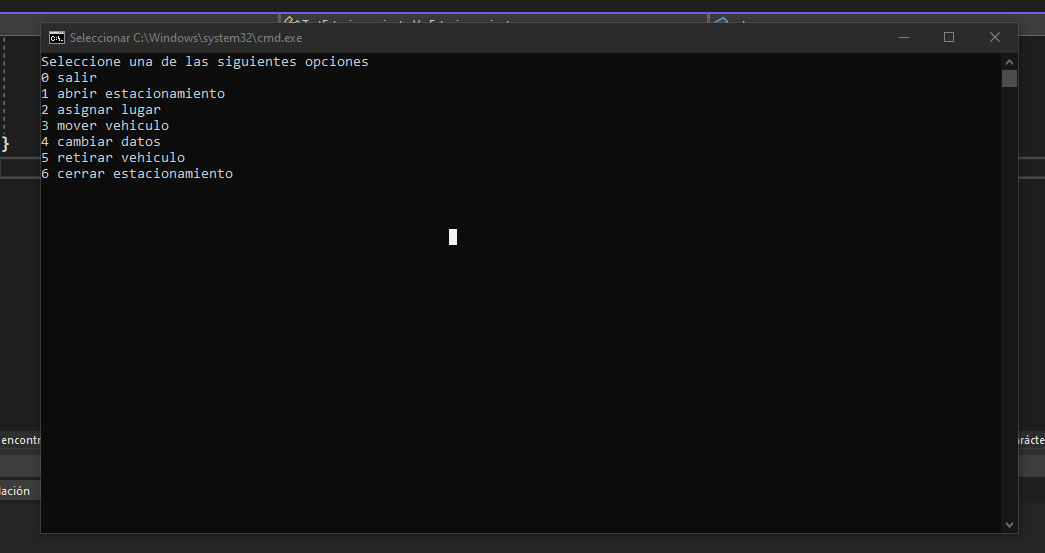 Seleccionar C:\Windows\system32\cmd.exe
Seleccione una de las siguientes opciones
0 salir
1 abrir estacionamiento
2 asignar lugar
3 mover vehiculo
4 cambiar datos
5 retirar vehiculo
6 cerrar estacionamiento
}
encontr
rácte
lación